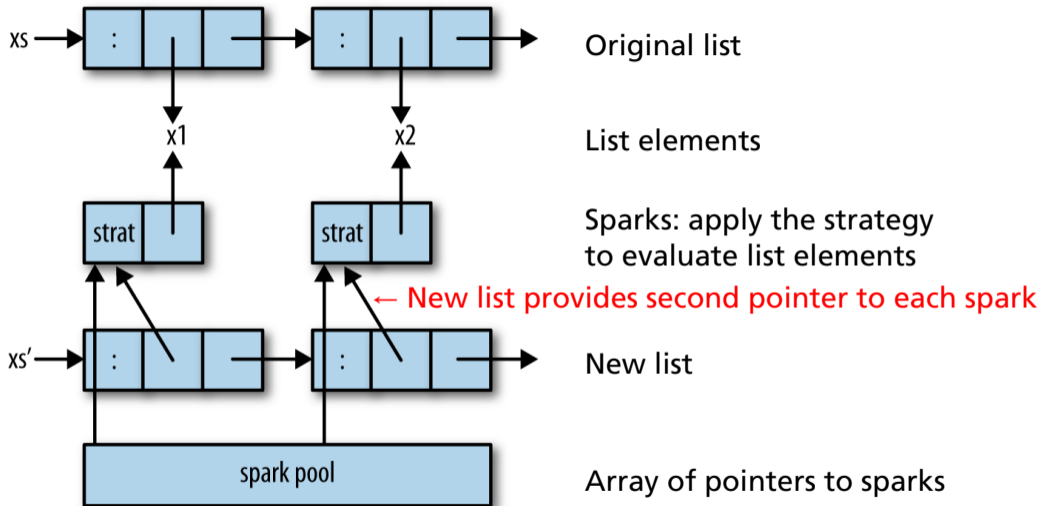 xs : : Original list
x1 x2 List elements
strat strat Sparks: apply the strategy
to evaluate list elements
← New list provides second pointer to each spark
xs′ : : New list
spark pool Array of pointers to sparks